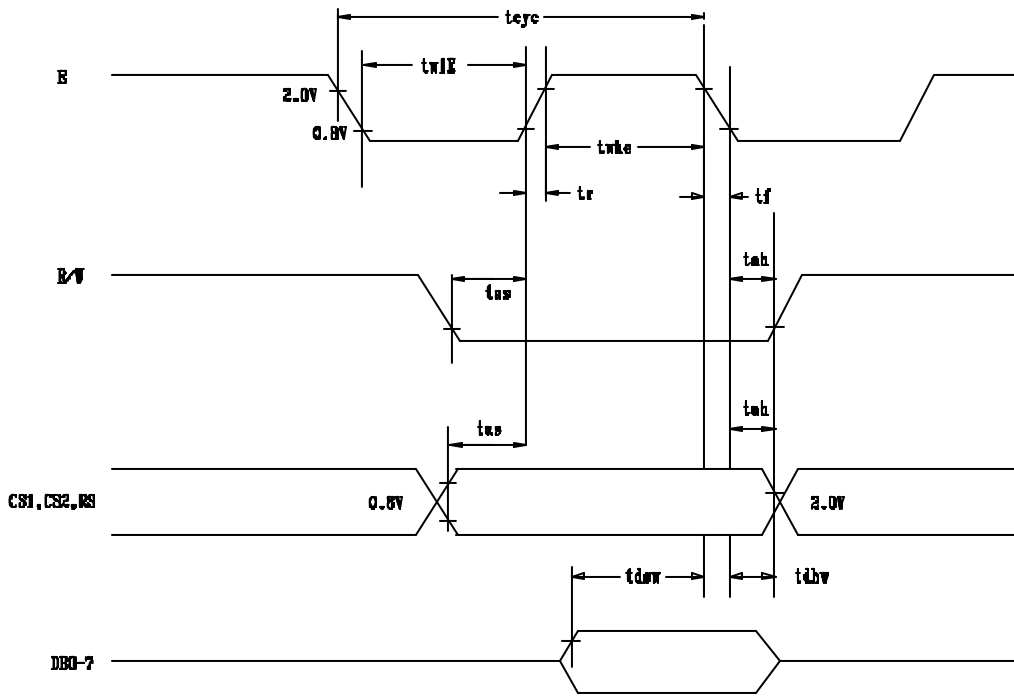 tcyc
E
twlE
2.0V
0.8V
twhe
tr
tf
R/W
tas
tah
tas
tah
CS1,CS2,RS
0.8V
2.0V
tdsw
tdhw
DB0-7